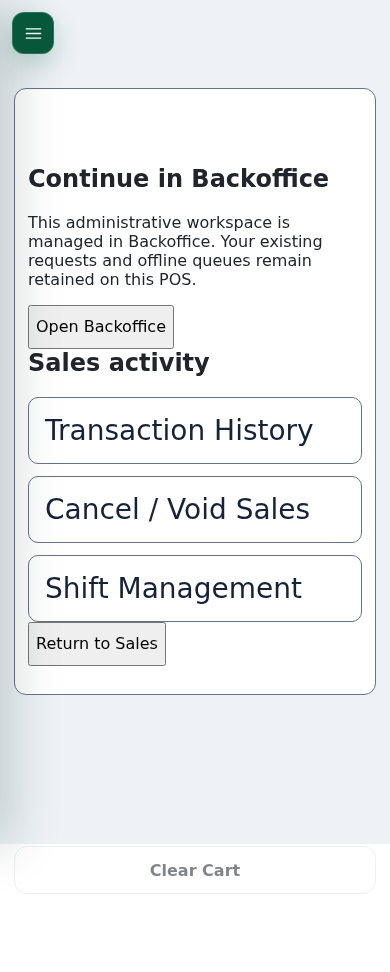 Continue in Backoffice
This administrative workspace is
managed in Backoffice. Your existing
requests and offline queues remain
retained on this POS.
Open Backoffice
Sales activity
Transaction History
Cancel / Void Sales
Shift Management
Return to Sales
Clear Cart